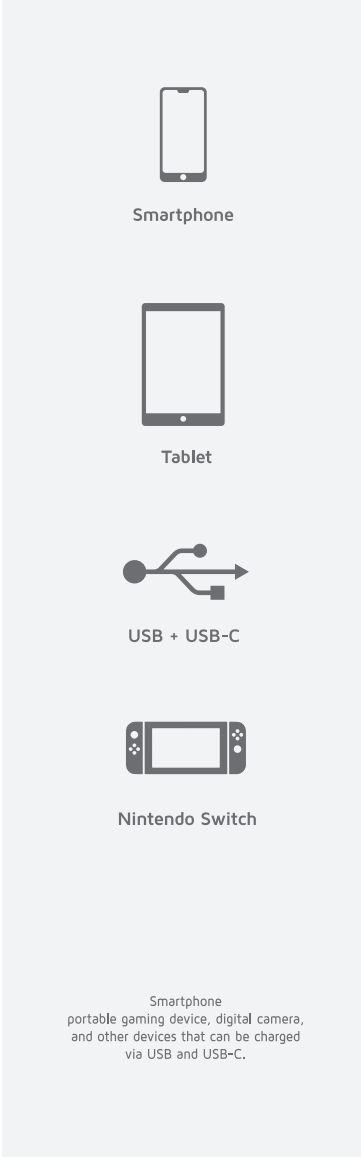 Smartphone
Tablet
USB + USB-C
Nintendo Switch
Smartphone
portable gaming device, digital camera,
and other devices that can be charged
via USB and USB-C.